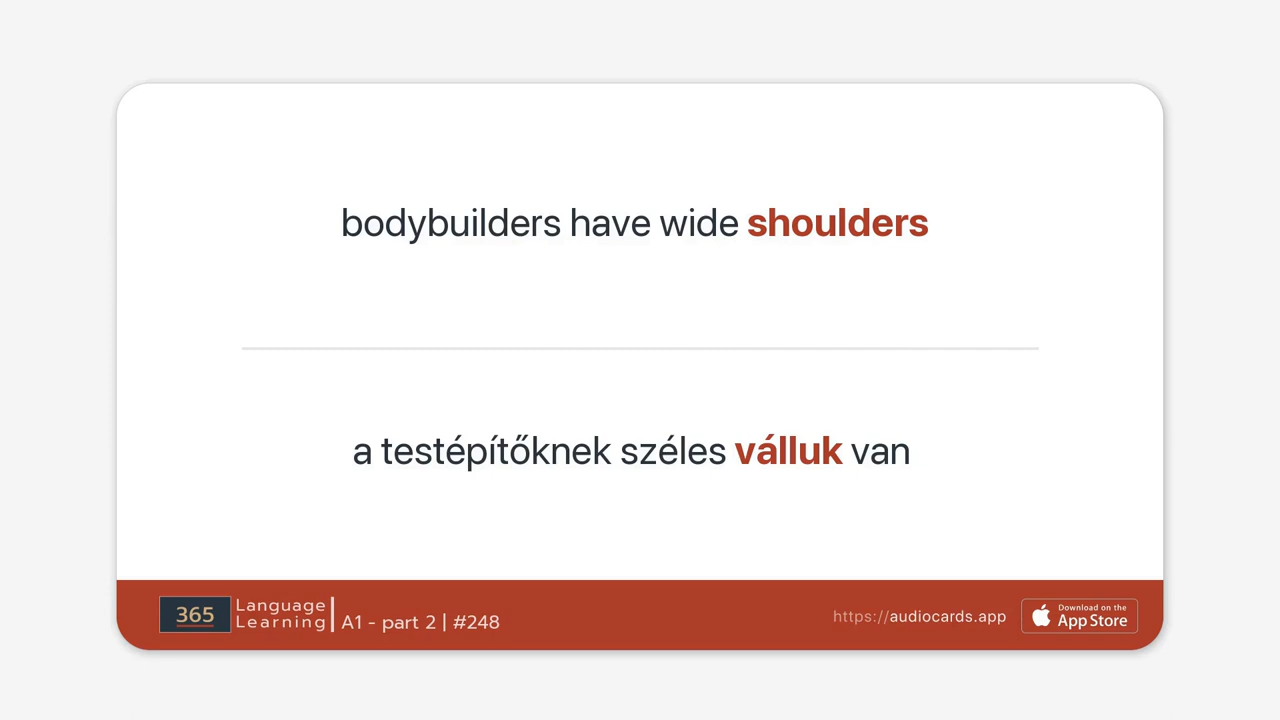 bodybuilders have wide shoulders
a testépítőknek széles válluk van
365 Language Learning | A1 - part 2 | #248
https://audiocards.app
Download on the
App Store